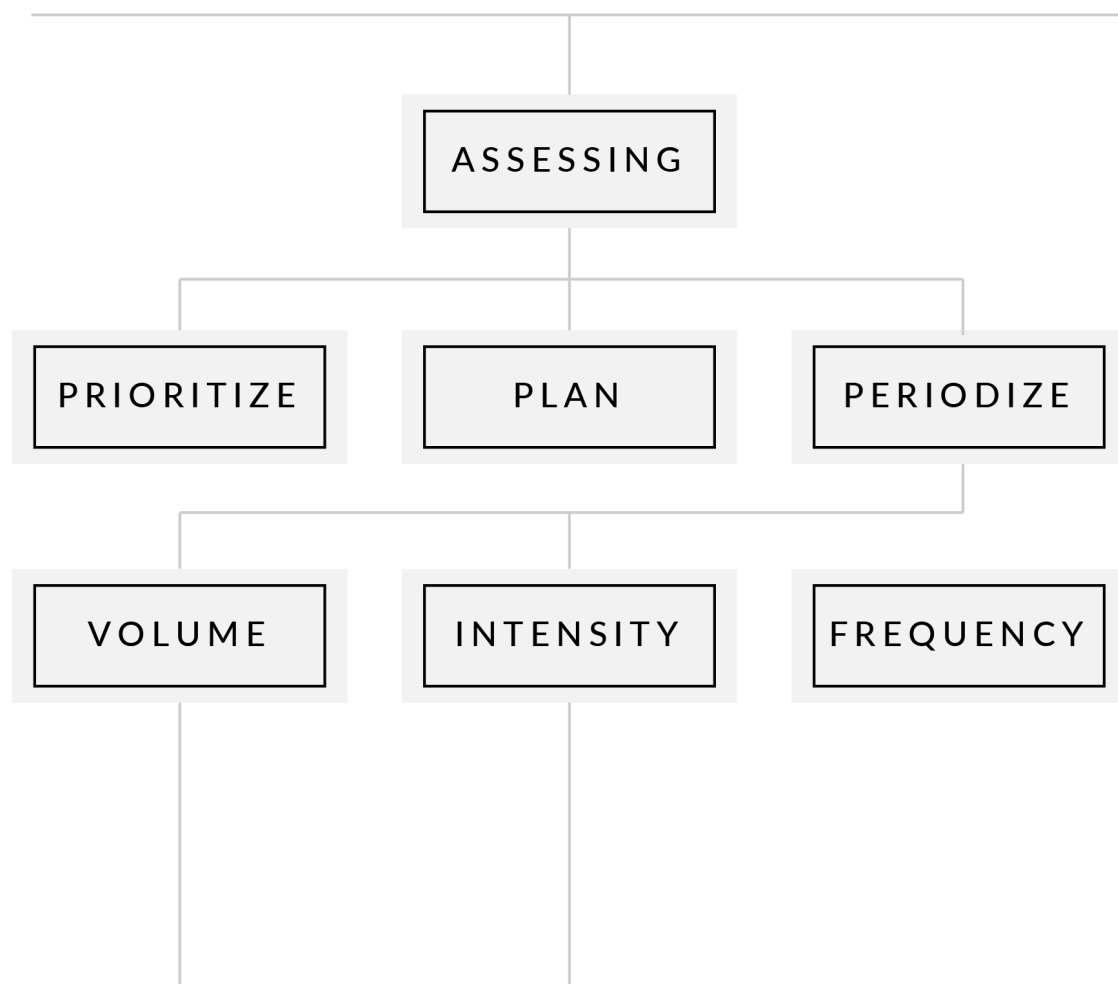 ASSESSING
PRIORITIZE
PLAN
PERIODIZE
VOLUME
INTENSITY
FREQUENCY